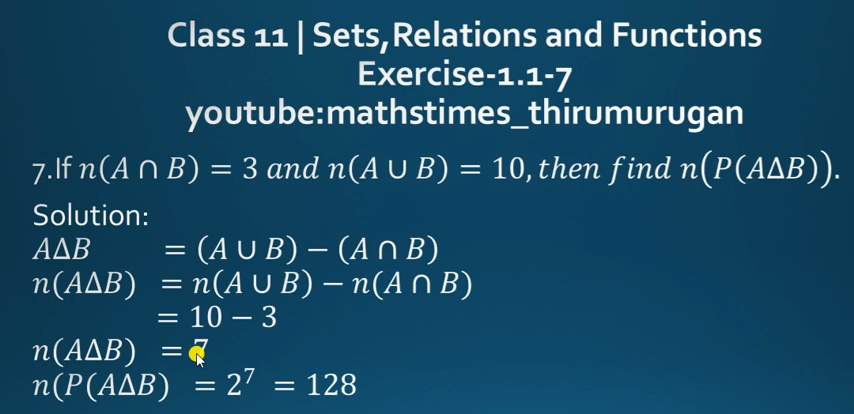 Class 11 | Sets,Relations and Functions
Exercise-1.1-7
youtube:mathstimes_thirumurugan
7.If n(A ∩ B) = 3 and n(A ∪ B) = 10, then find n(P(AΔB)).
Solution:
AΔB = (A ∪ B) − (A ∩ B)
n(AΔB) = n(A ∪ B) − n(A ∩ B)
= 10 − 3
n(AΔB) = 7
n(P(AΔB) = 2⁷ = 128